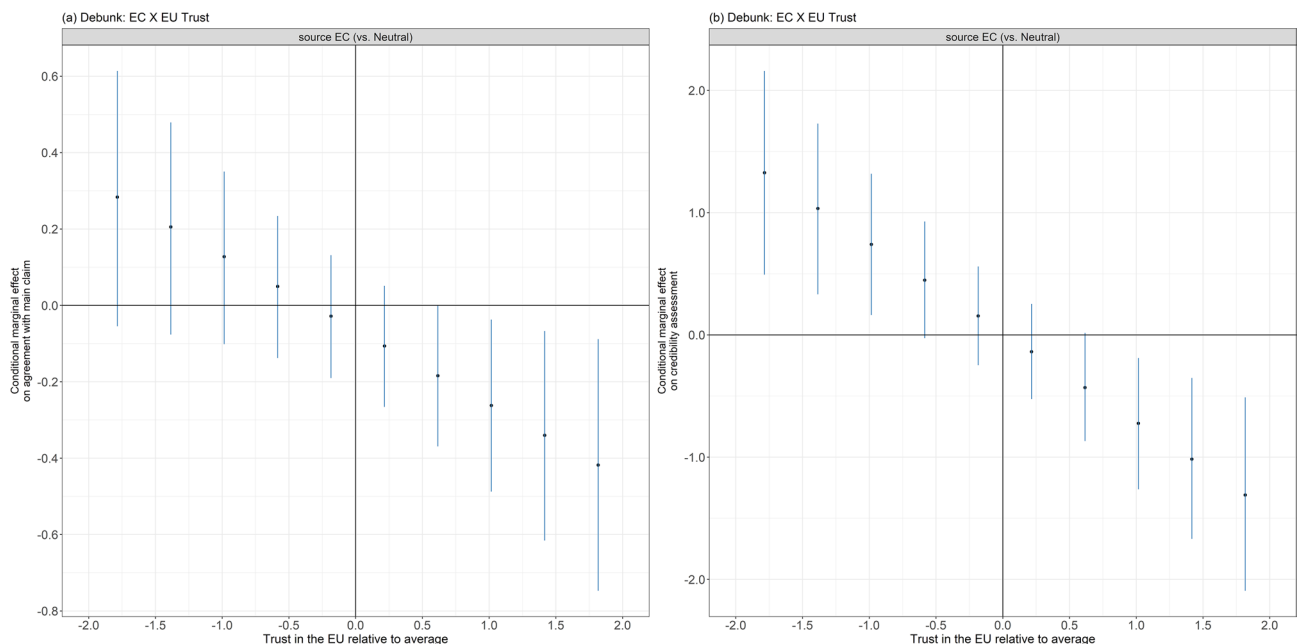 (a) Debunk: EC X EU Trust
source EC (vs. Neutral)
Conditional marginal effect
on agreement with main claim
0.6
0.4
0.2
0.0
-0.2
-0.4
-0.6
-0.8
-2.0 -1.5 -1.0 -0.5 0.0 0.5 1.0 1.5 2.0
Trust in the EU relative to average
(b) Debunk: EC X EU Trust
source EC (vs. Neutral)
Conditional marginal effect
on credibility assessment
2.0
1.0
0.0
-1.0
-2.0
-2.0 -1.5 -1.0 -0.5 0.0 0.5 1.0 1.5 2.0
Trust in the EU relative to average